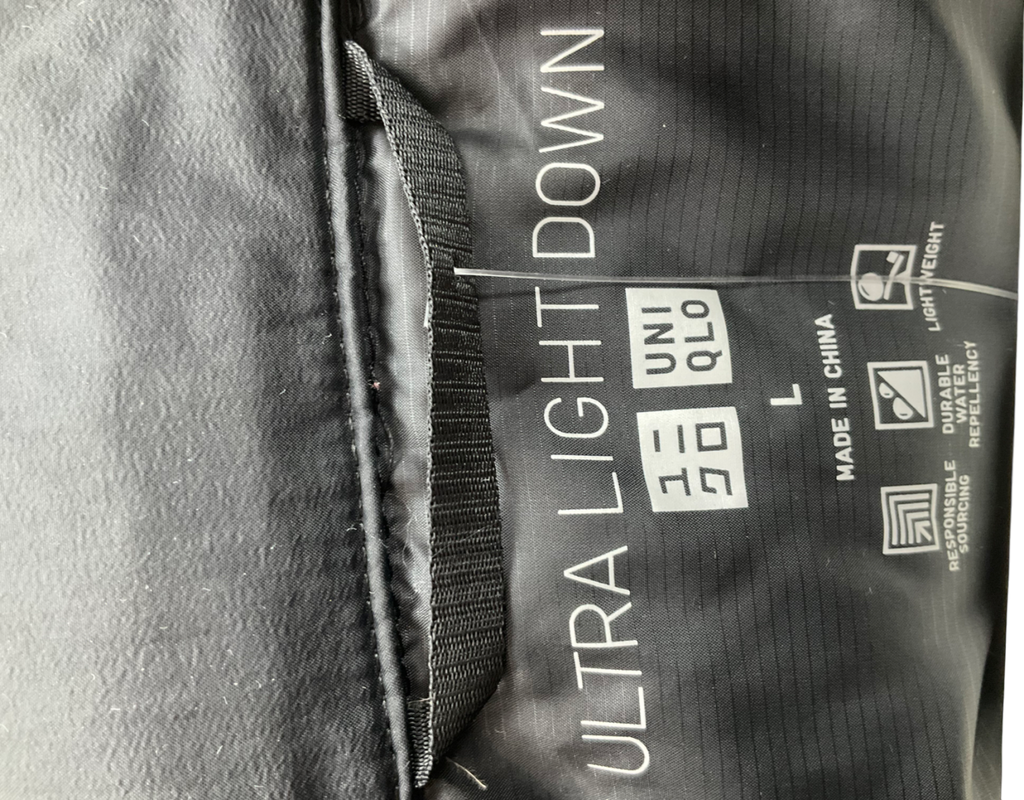 ULTRA LIGHT DOWN
ユニ
クロ
UNI
QLO
L
MADE IN CHINA
RESPONSIBLE
SOURCING
DURABLE
WATER
REPELLENCY
LIGHTWEIGHT